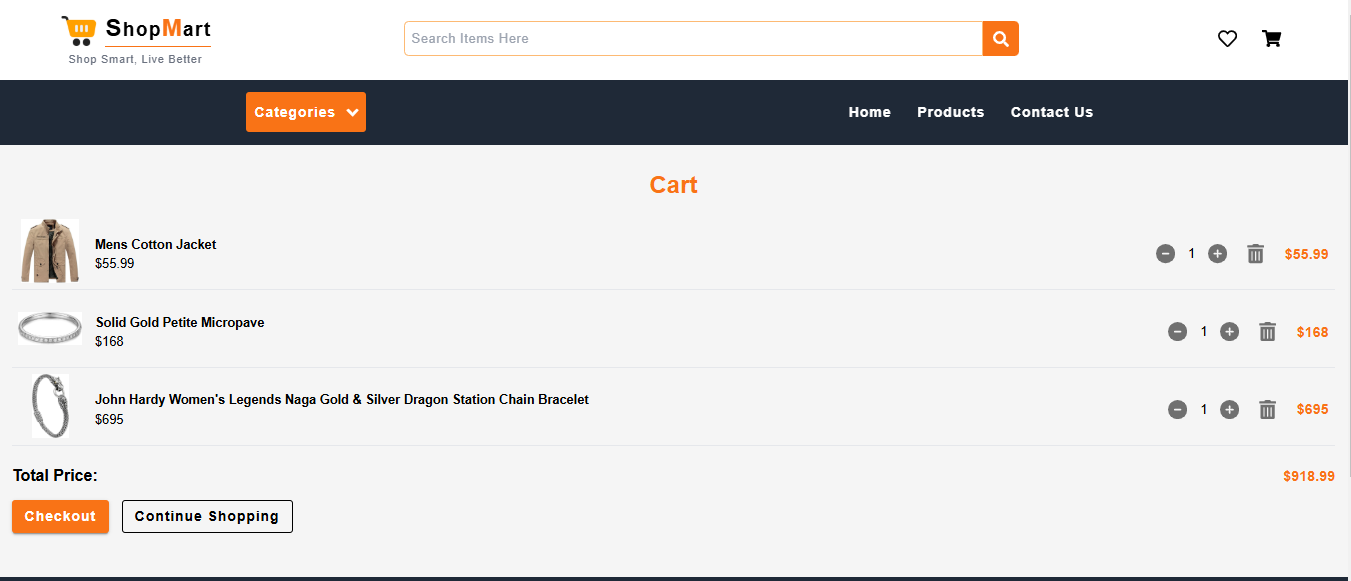 ShopMart
Shop Smart, Live Better
Search Items Here
Categories Home Products Contact Us
Cart
Mens Cotton Jacket
$55.99
1 $55.99
Solid Gold Petite Micropave
$168
1 $168
John Hardy Women's Legends Naga Gold & Silver Dragon Station Chain Bracelet
$695
1 $695
Total Price: $918.99
Checkout Continue Shopping